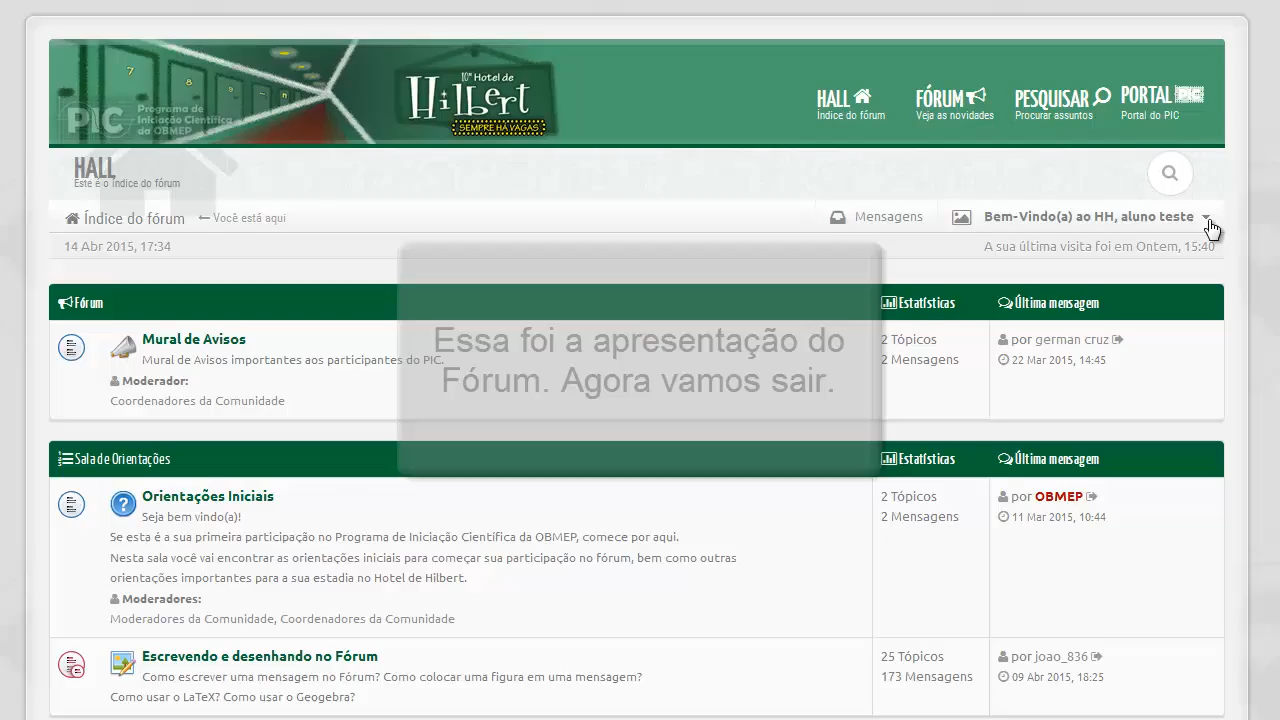 7
8
9
PIC
Programa de
Iniciação Científica
da OBMEP
10º Hotel de
Hilbert
SEMPRE HÁ VAGAS
HALL
Índice do fórum
FÓRUM
Veja as novidades
PESQUISAR
Procurar assuntos
PORTAL PIC
Portal do PIC
HALL
Este é o índice do fórum
Índice do fórum
Você está aqui
Mensagens
Bem-Vindo(a) ao HH, aluno teste
14 Abr 2015, 17:34
A sua última visita foi em Ontem, 15:40
Fórum
Estatísticas
Última mensagem
Essa foi a apresentação do
Fórum. Agora vamos sair.
Mural de Avisos
Mural de Avisos importantes aos participantes do PIC.
Moderador:
Coordenadores da Comunidade
2 Tópicos
2 Mensagens
por german cruz
22 Mar 2015, 14:45
Sala de Orientações
Estatísticas
Última mensagem
Orientações Iniciais
Seja bem vindo(a)!
Se esta é a sua primeira participação no Programa de Iniciação Científica da OBMEP, comece por aqui.
Nesta sala você vai encontrar as orientações iniciais para começar sua participação no fórum, bem como outras
orientações importantes para a sua estadia no Hotel de Hilbert.
Moderadores:
Moderadores da Comunidade, Coordenadores da Comunidade
2 Tópicos
2 Mensagens
por OBMEP
11 Mar 2015, 10:44
Escrevendo e desenhando no Fórum
Como escrever uma mensagem no Fórum? Como colocar uma figura em uma mensagem?
Como usar o LaTeX? Como usar o Geogebra?
25 Tópicos
173 Mensagens
por joao_836
09 Abr 2015, 18:25